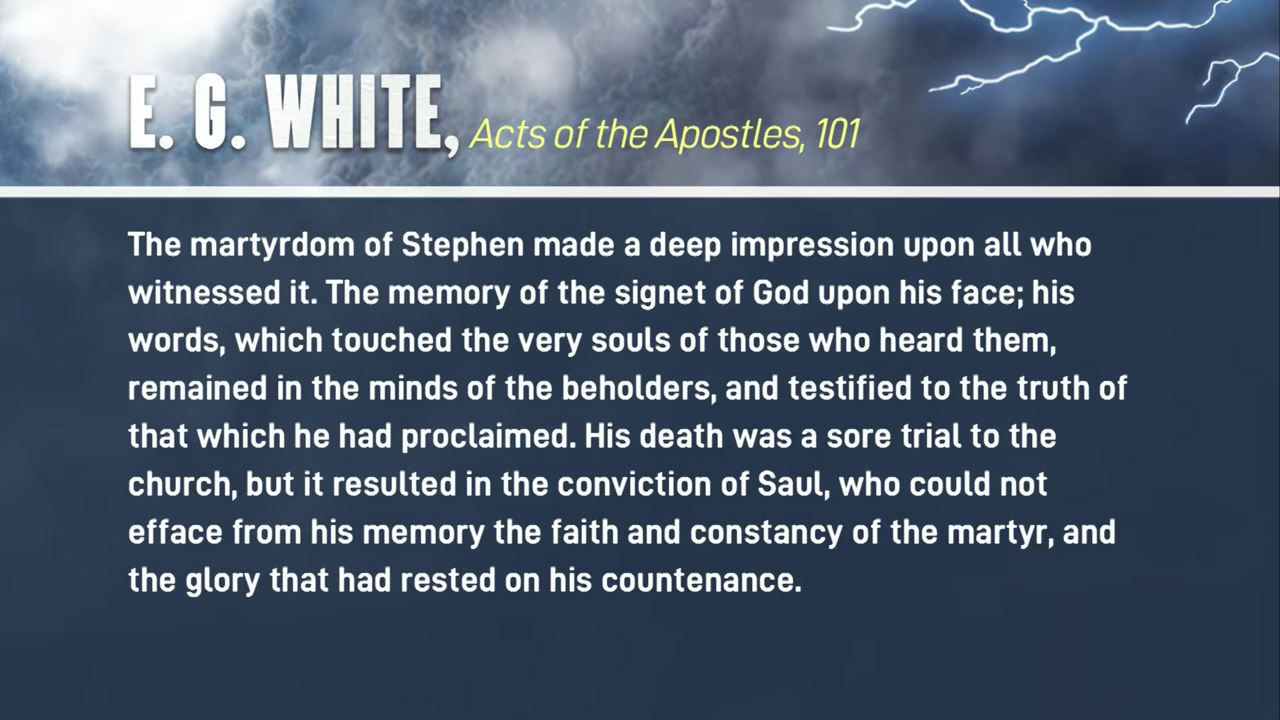 E. G. WHITE, Acts of the Apostles, 101
The martyrdom of Stephen made a deep impression upon all who
witnessed it. The memory of the signet of God upon his face; his
words, which touched the very souls of those who heard them,
remained in the minds of the beholders, and testified to the truth of
that which he had proclaimed. His death was a sore trial to the
church, but it resulted in the conviction of Saul, who could not
efface from his memory the faith and constancy of the martyr, and
the glory that had rested on his countenance.